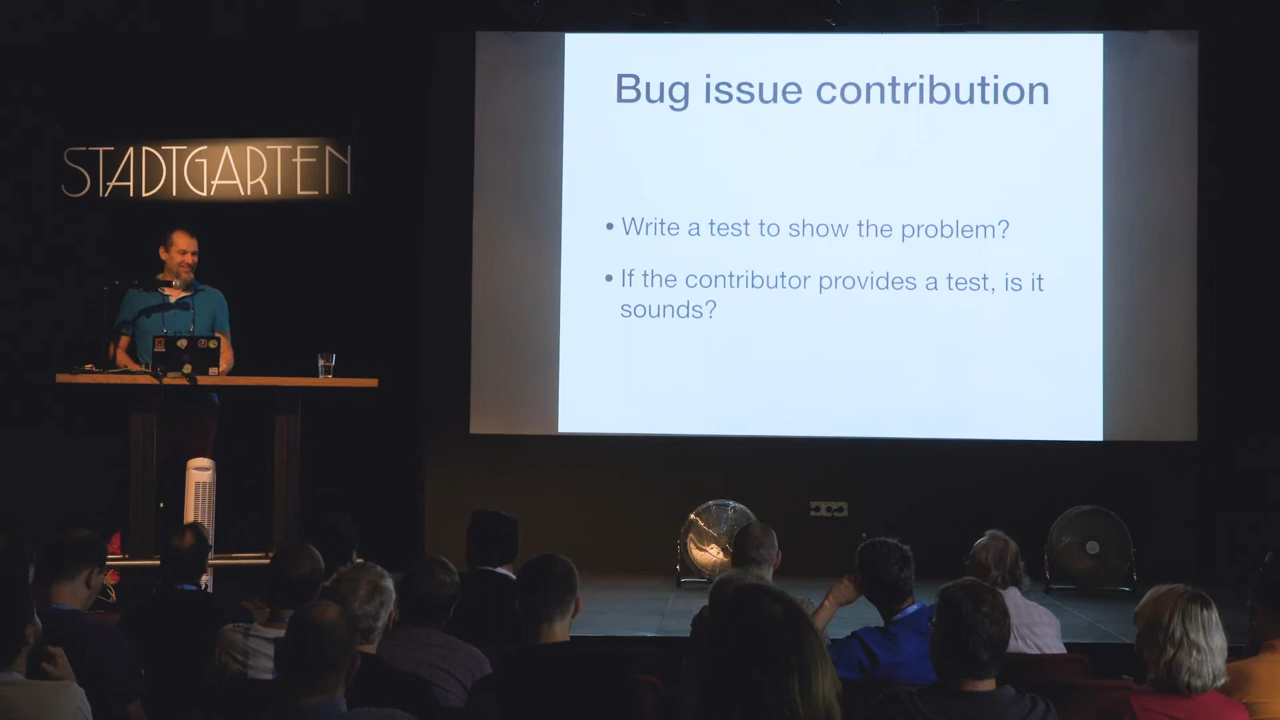 STADTGARTEN
Bug issue contribution
• Write a test to show the problem?
• If the contributor provides a test, is it
sounds?